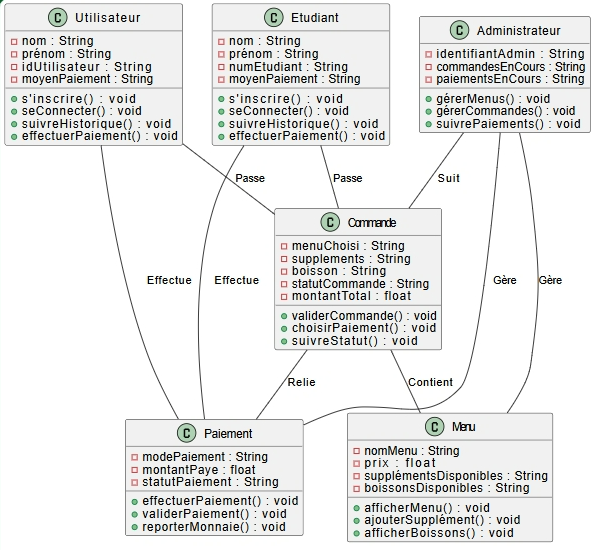 C Utilisateur
nom : String
prénom : String
idUtilisateur : String
moyenPaiement : String
s'inscrire() : void
seConnecter() : void
suivreHistorique() : void
effectuerPaiement() : void
C Etudiant
nom : String
prénom : String
numEtudiant : String
moyenPaiement : String
s'inscrire() : void
seConnecter() : void
suivreHistorique() : void
effectuerPaiement() : void
C Administrateur
identifiantAdmin : String
commandesEnCours : String
paiementsEnCours : String
gérerMenus() : void
gérerCommandes() : void
suivrePaiements() : void
Passe
Passe
Suit
C Commande
menuChoisi : String
supplements : String
boisson : String
statutCommande : String
montantTotal : float
validerCommande() : void
choisirPaiement() : void
suivreStatut() : void
Effectue
Effectue
Gère
Gère
Relie
Contient
C Paiement
modePaiement : String
montantPaye : float
statutPaiement : String
effectuerPaiement() : void
validerPaiement() : void
reporterMonnaie() : void
C Menu
nomMenu : String
prix : float
supplémentsDisponibles : String
boissonsDisponibles : String
afficherMenu() : void
ajouterSupplément() : void
afficherBoissons() : void